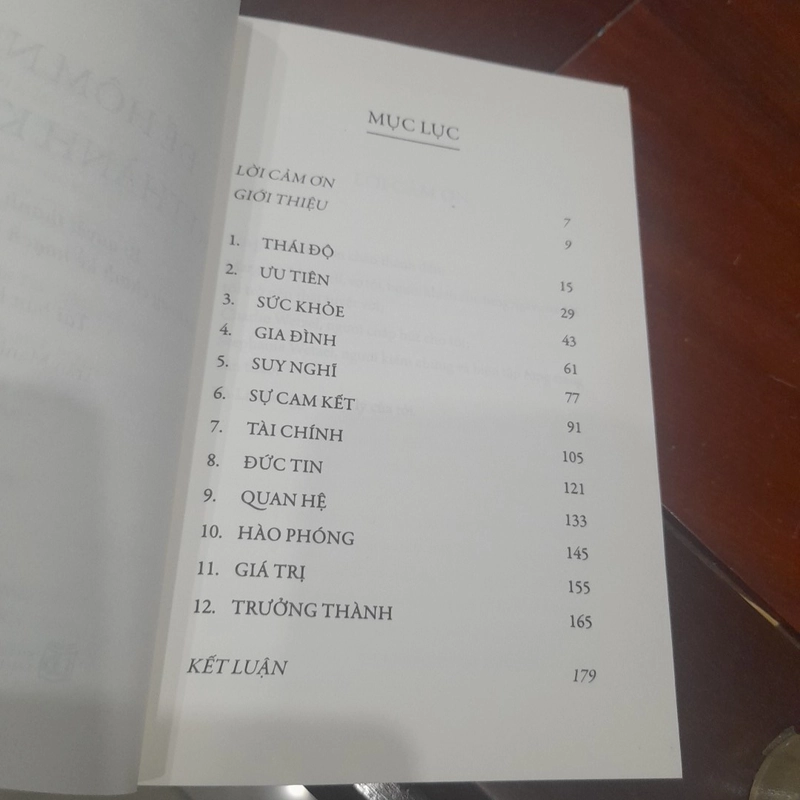 MỤC LỤC
LỜI CẢM ƠN 7
GIỚI THIỆU 9
1. THÁI ĐỘ 15
2. ƯU TIÊN 29
3. SỨC KHỎE 43
4. GIA ĐÌNH 61
5. SUY NGHĨ 77
6. SỰ CAM KẾT 91
7. TÀI CHÍNH 105
8. ĐỨC TIN 121
9. QUAN HỆ 133
10. HÀO PHÓNG 145
11. GIÁ TRỊ 155
12. TRƯỞNG THÀNH 165
KẾT LUẬN 179